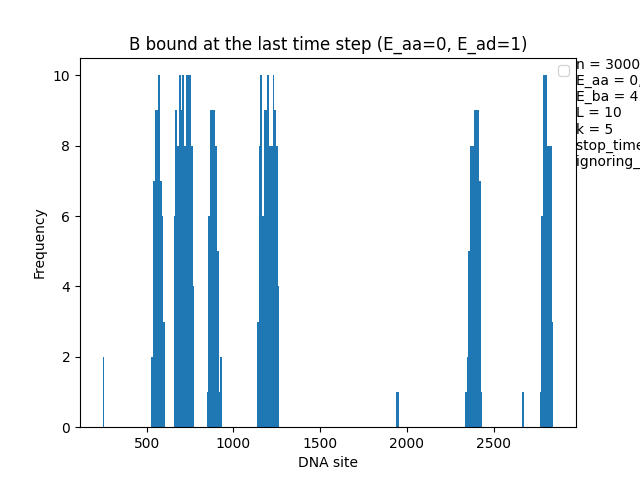 B bound at the last time step (E_aa=0, E_ad=1)
n = 3000
E_aa = 0,
E_ba = 4
L = 10
k = 5
stop_time
ignoring_
10
8
6
4
2
0
Frequency
500
1000
1500
2000
2500
DNA site